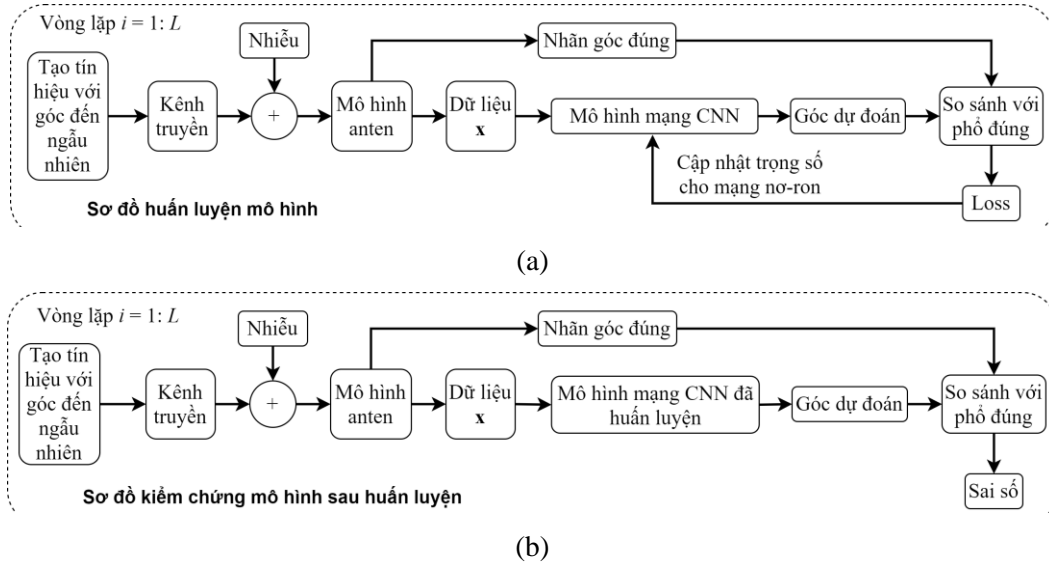 Vòng lặp i = 1: L
Nhiễu
Nhãn góc đúng
Tạo tín
hiệu với
góc đến
ngẫu
nhiên
Kênh
truyền
+
Mô hình
anten
Dữ liệu
x
Mô hình mạng CNN
Góc dự đoán
So sánh với
phổ đúng
Cập nhật trọng số
cho mạng nơ-ron
Loss
Sơ đồ huấn luyện mô hình
(a)
Vòng lặp i = 1: L
Nhiễu
Nhãn góc đúng
Tạo tín
hiệu với
góc đến
ngẫu
nhiên
Kênh
truyền
+
Mô hình
anten
Dữ liệu
x
Mô hình mạng CNN đã
huấn luyện
Góc dự đoán
So sánh với
phổ đúng
Sai số
Sơ đồ kiểm chứng mô hình sau huấn luyện
(b)